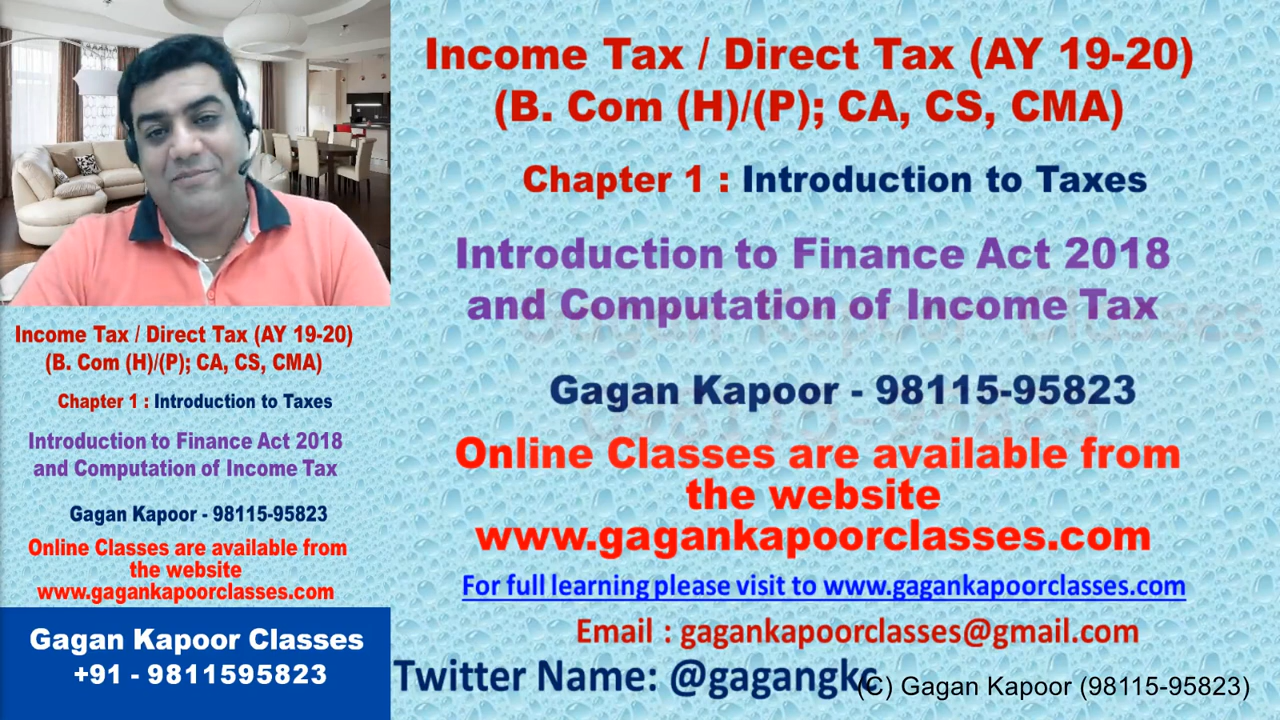 Income Tax / Direct Tax (AY 19-20)
(B. Com (H)/(P); CA, CS, CMA)
Chapter 1 : Introduction to Taxes
Introduction to Finance Act 2018
and Computation of Income Tax
Gagan Kapoor - 98115-95823
Online Classes are available from
the website
www.gagankapoorclasses.com
Gagan Kapoor Classes
+91 - 9811595823
Income Tax / Direct Tax (AY 19-20)
(B. Com (H)/(P); CA, CS, CMA)
Chapter 1 : Introduction to Taxes
Introduction to Finance Act 2018
and Computation of Income Tax
Gagan Kapoor - 98115-95823
Online Classes are available from
the website
www.gagankapoorclasses.com
For full learning please visit to www.gagankapoorclasses.com
Email : gagankapoorclasses@gmail.com
Twitter Name: @gagangkc
(C) Gagan Kapoor (98115-95823)